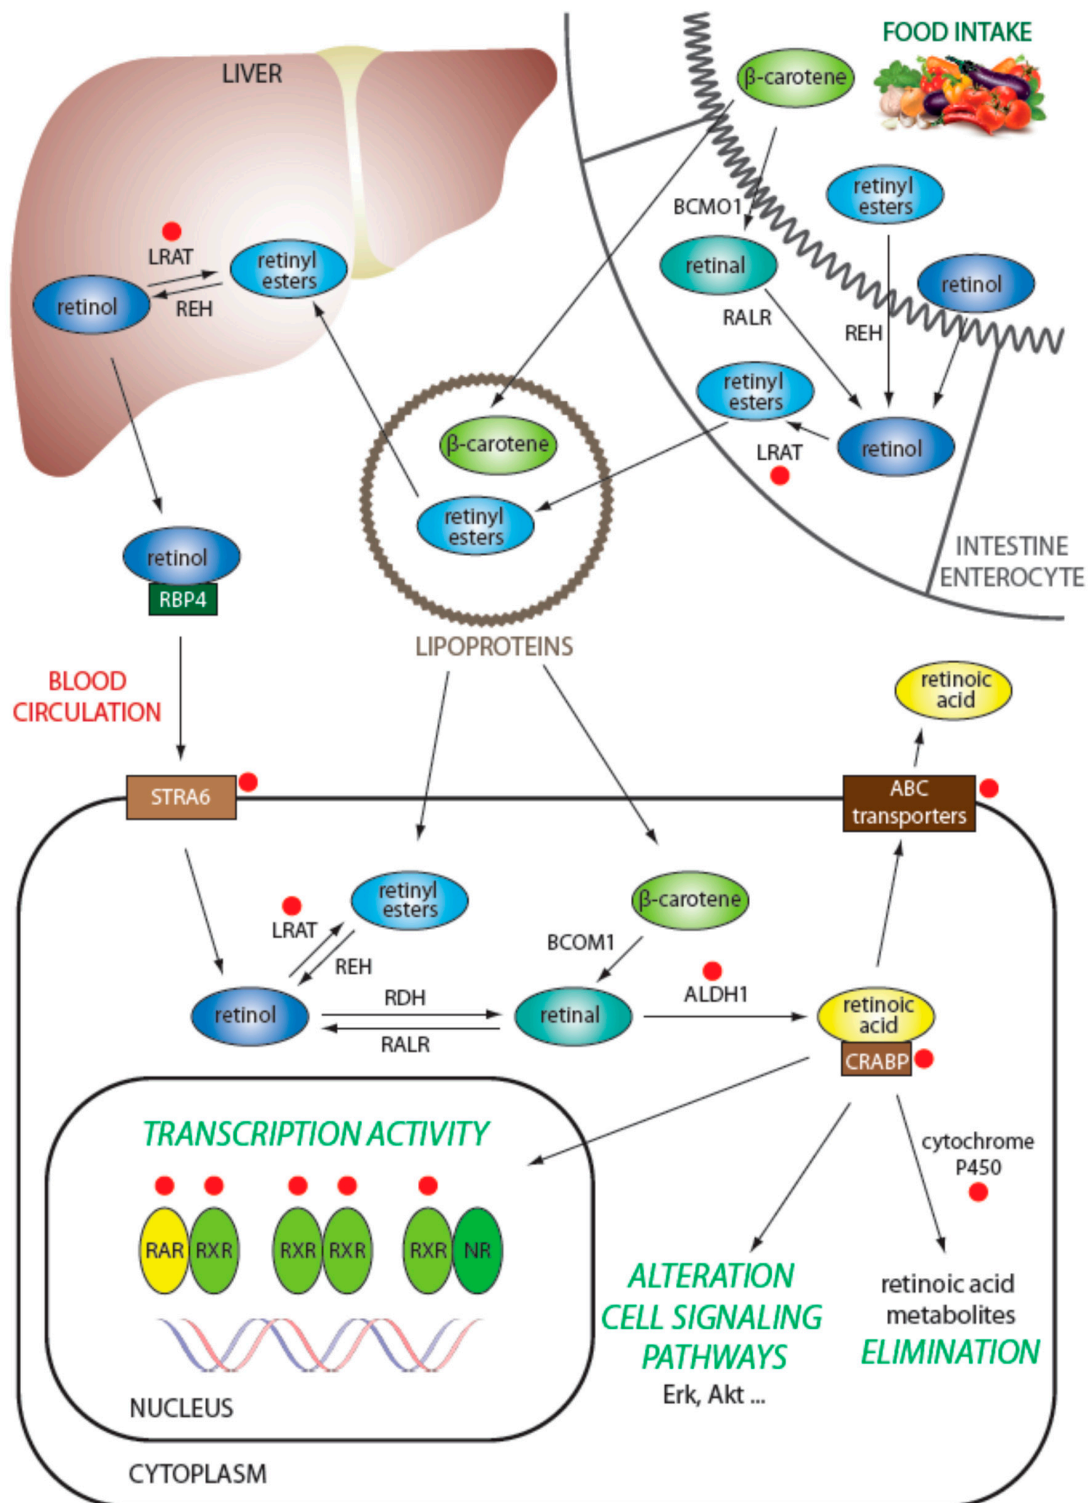 LIVER
FOOD INTAKE
β-carotene
retinyl
esters
BCMO1
LRAT
retinyl
esters
retinal
retinol
retinol
REH
RALR
REH
retinyl
esters
β-carotene
retinol
LRAT
retinyl
esters
retinol
RBP4
INTESTINE
ENTEROCYTE
LIPOPROTEINS
BLOOD
CIRCULATION
retinoic
acid
STRA6
ABC
transporters
retinyl
esters
β-carotene
LRAT
BCOM1
REH
ALDH1
RDH
retinol
retinal
retinoic
acid
RALR
CRABP
TRANSCRIPTION ACTIVITY
cytochrome
P450
RAR
RXR
RXR
RXR
RXR
NR
ALTERATION
CELL SIGNALING
PATHWAYS
Erk, Akt ...
retinoic acid
metabolites
ELIMINATION
NUCLEUS
CYTOPLASM